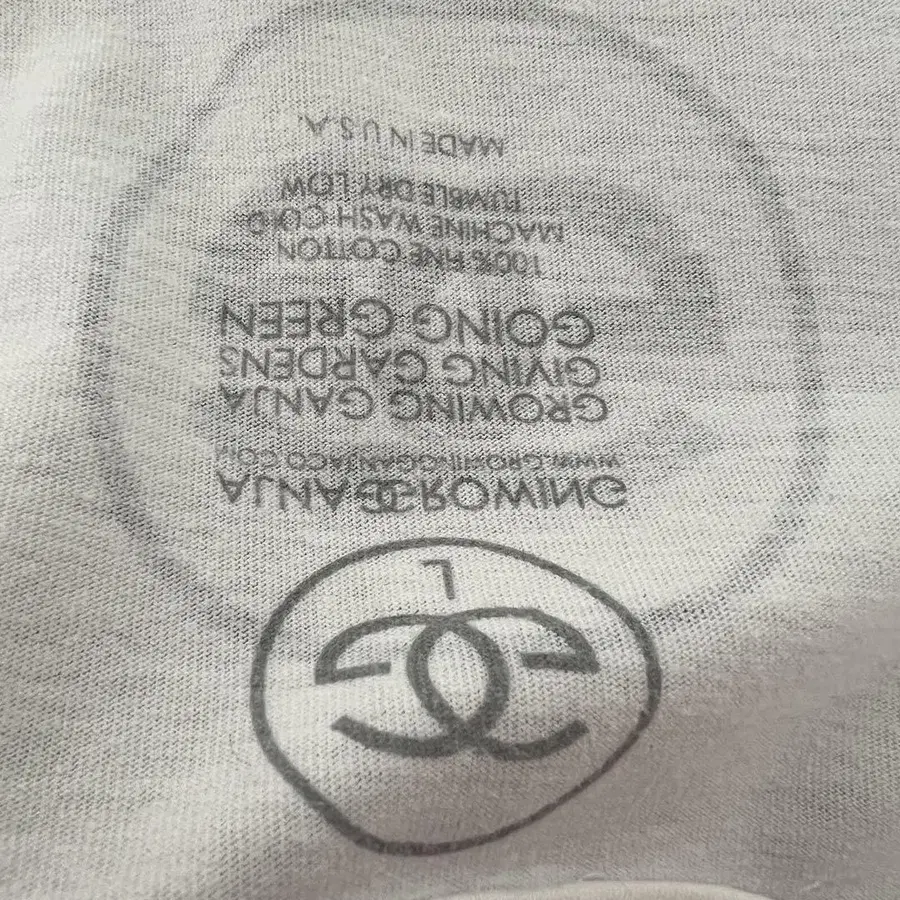 L
GROWING GANJA
WWW.GROWINGGANJACO.COM
GROWING GANJA
GIVING GARDENS
GOING GREEN
100% FINE COTTON
MACHINE WASH COLD
TUMBLE DRY LOW
MADE IN U.S.A.